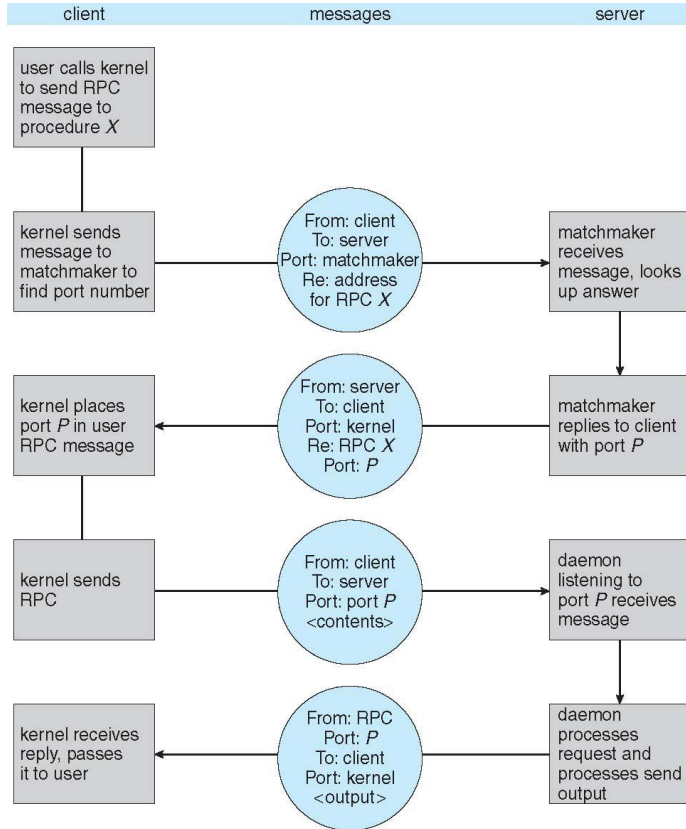 client messages server
user calls kernel
to send RPC
message to
procedure X
kernel sends
message to
matchmaker to
find port number
From: client
To: server
Port: matchmaker
Re: address
for RPC X
matchmaker
receives
message, looks
up answer
kernel places
port P in user
RPC message
From: server
To: client
Port: kernel
Re: RPC X
Port: P
matchmaker
replies to client
with port P
kernel sends
RPC
From: client
To: server
Port: port P
<contents>
daemon
listening to
port P receives
message
kernel receives
reply, passes
it to user
From: RPC
Port: P
To: client
Port: kernel
<output>
daemon
processes
request and
processes send
output